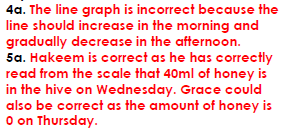 4a. The line graph is incorrect because the
line should increase in the morning and
gradually decrease in the afternoon.
5a. Hakeem is correct as he has correctly
read from the scale that 40ml of honey is
in the hive on Wednesday. Grace could
also be correct as the amount of honey is
0 on Thursday.